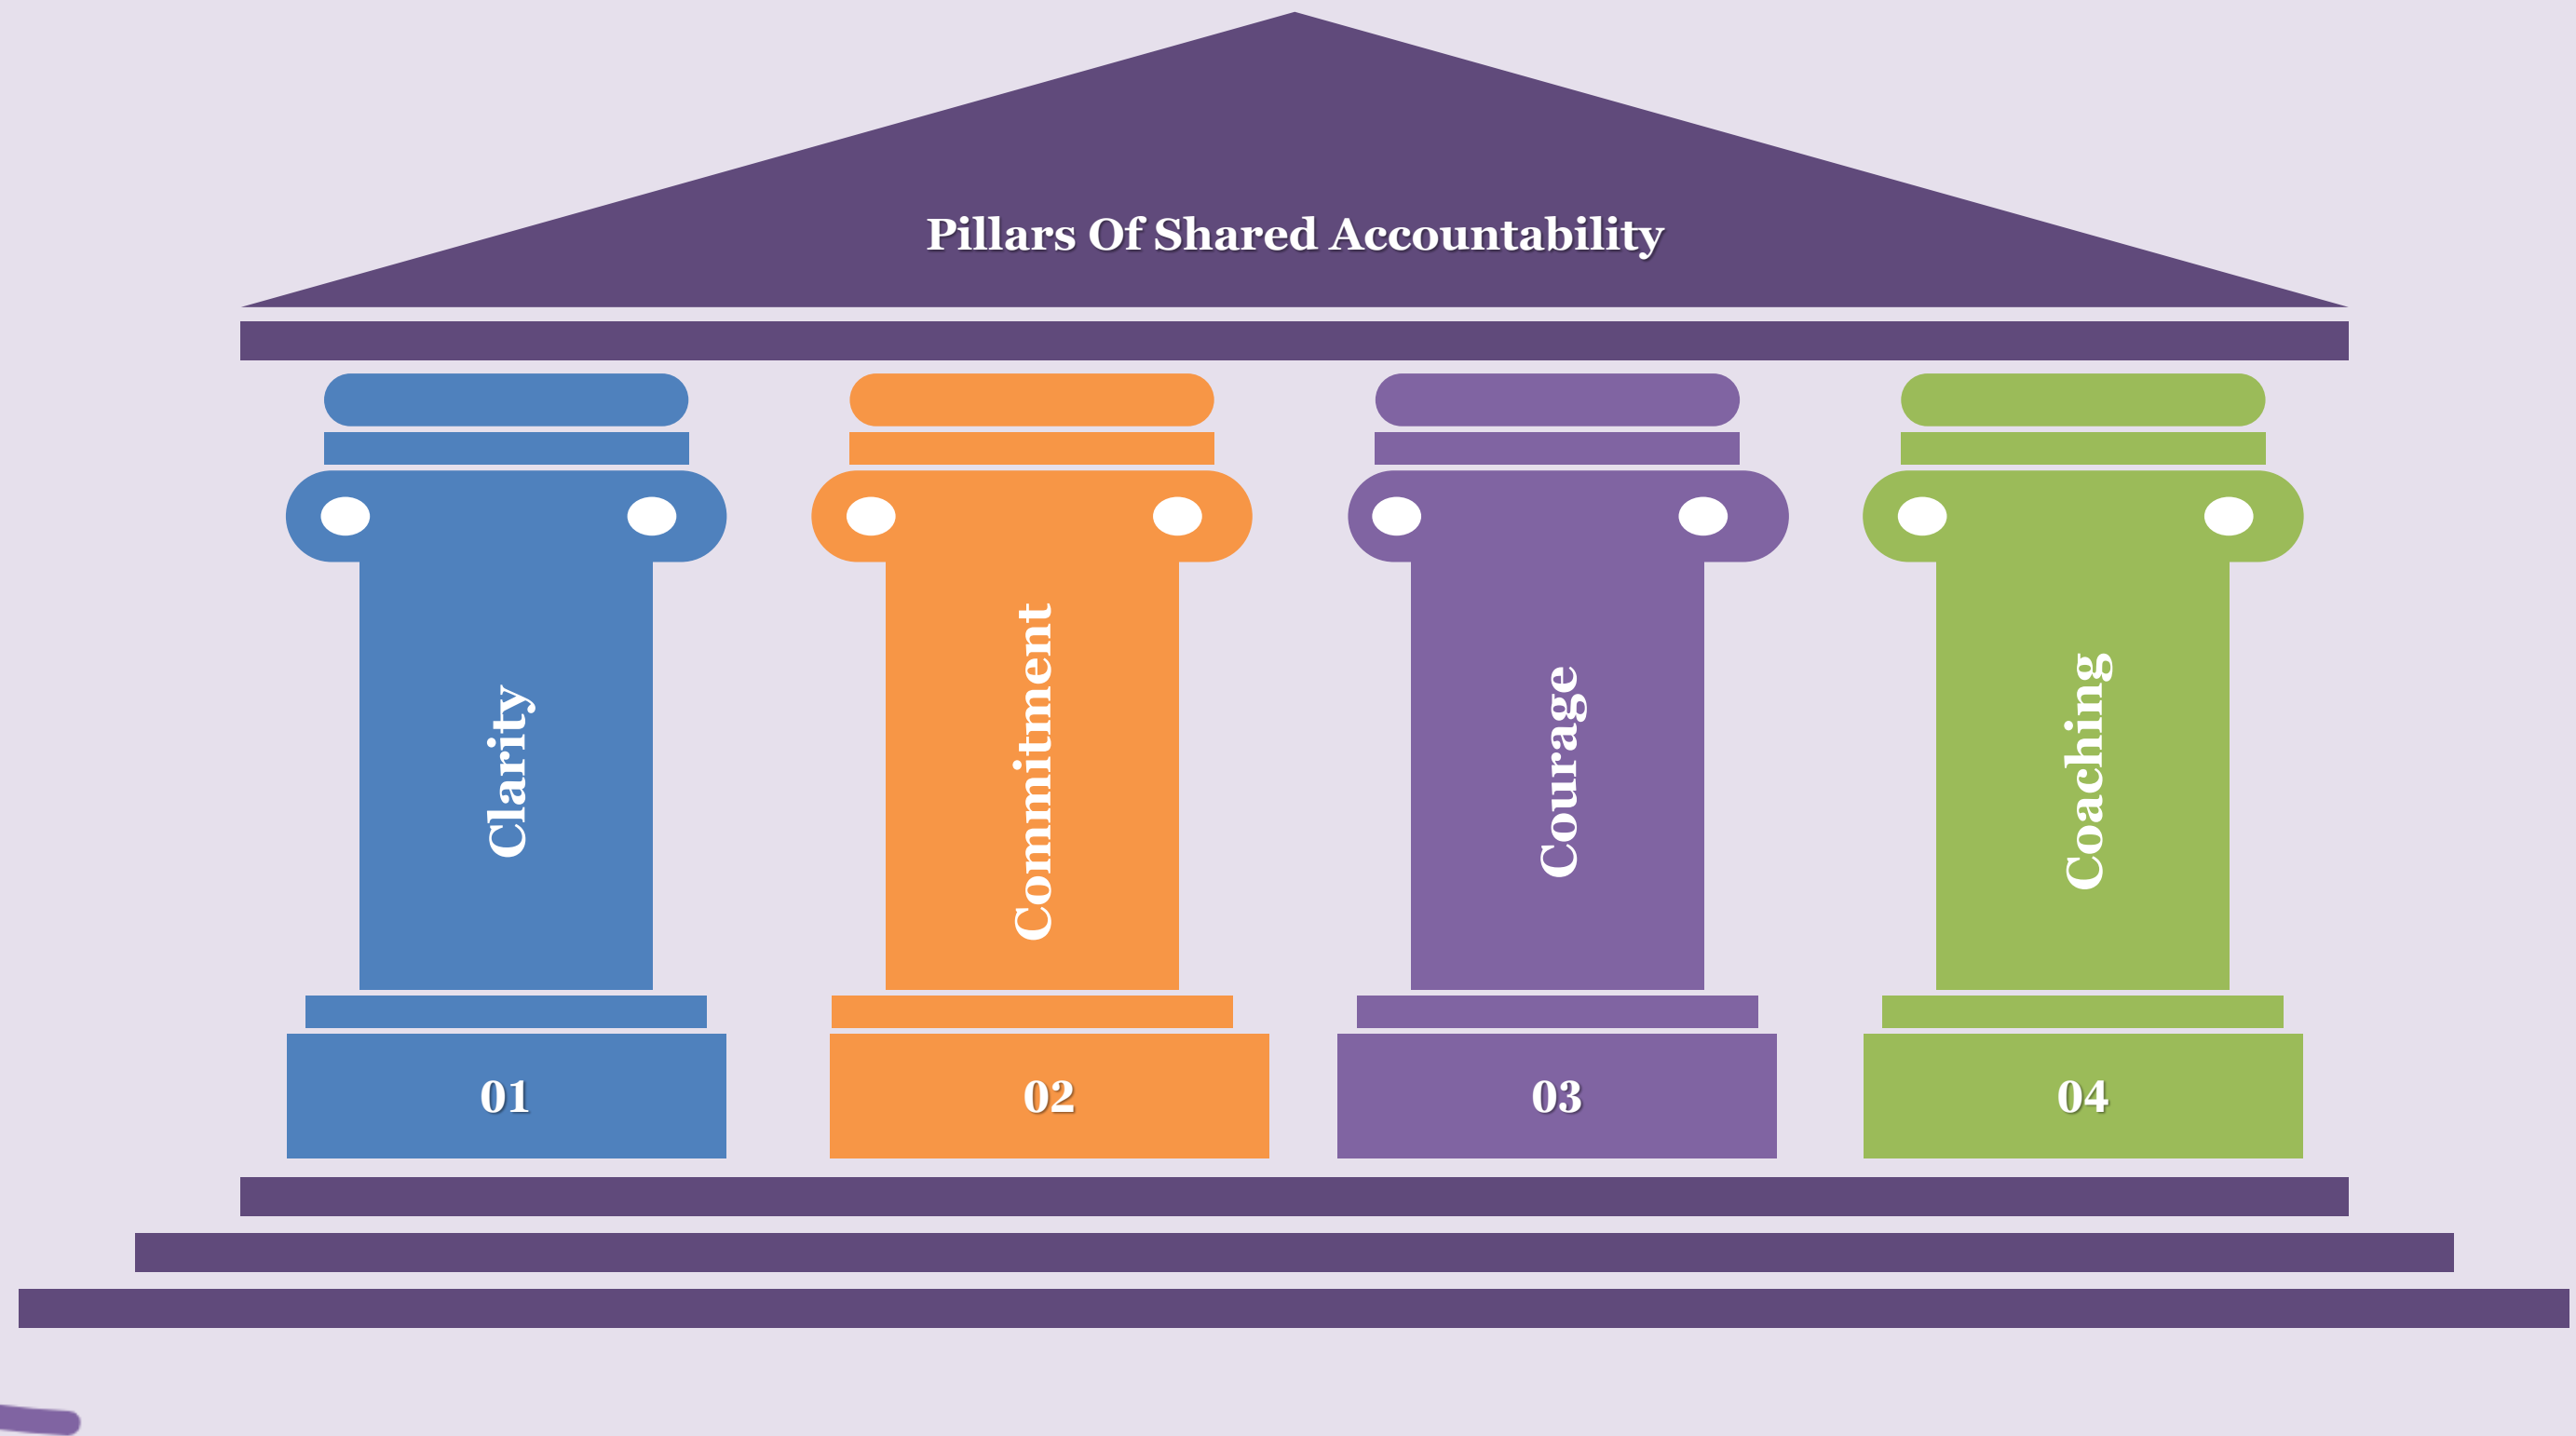 Pillars Of Shared Accountability
Clarity
Commitment
Courage
Coaching
01
02
03
04